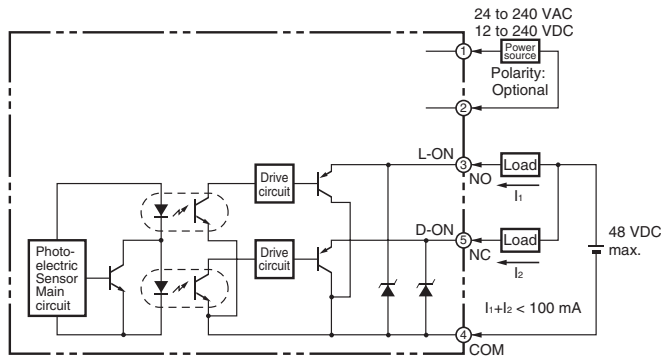 24 to 240 VAC
12 to 240 VDC
1
Power
source
Polarity:
Optional
2
L-ON
3
Load
NO
I1
Drive
circuit
D-ON
5
Load
NC
I2
Drive
circuit
48 VDC
max.
Photo-
electric
Sensor
Main
circuit
I1+I2 < 100 mA
4
COM